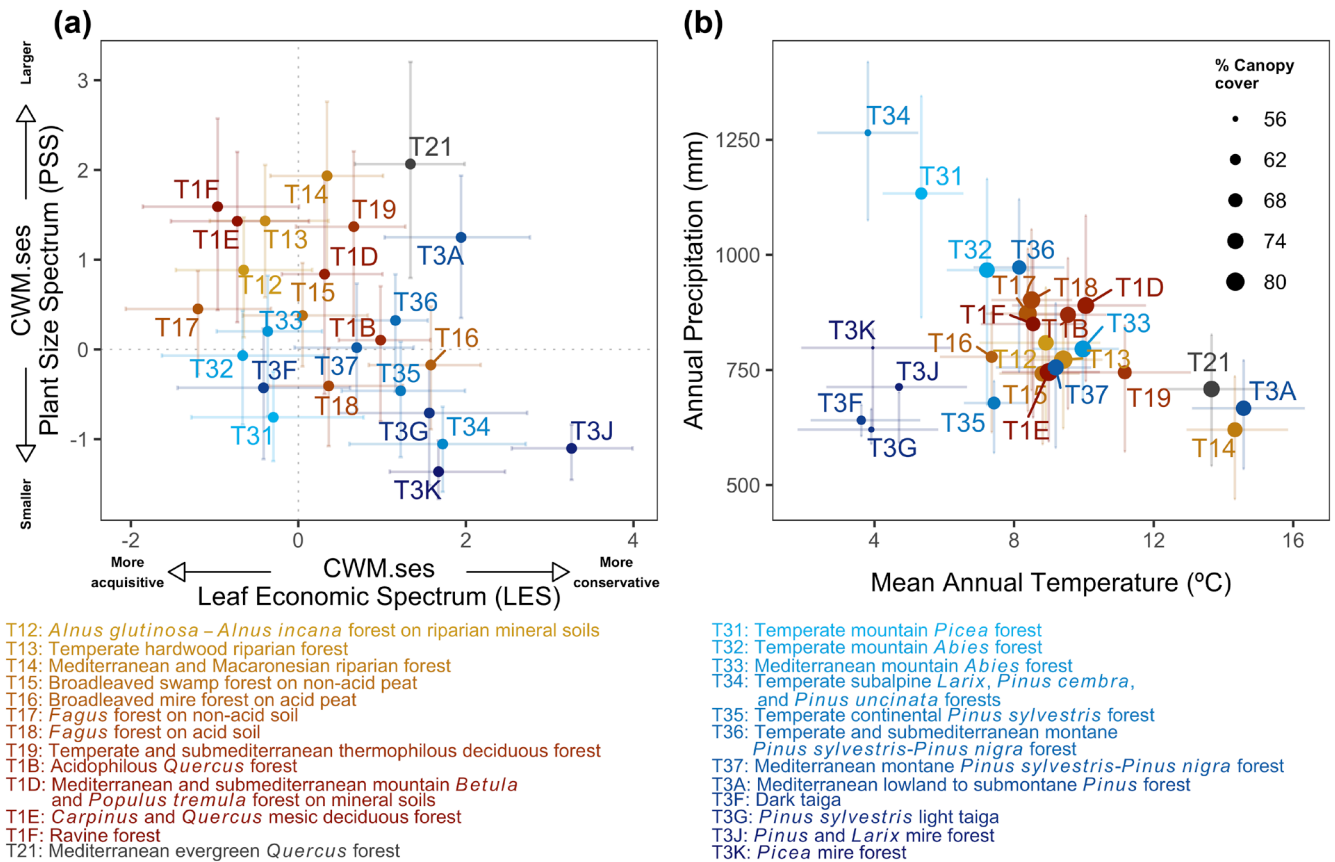 (a)
Larger
Smaller
CWM.ses
Plant Size Spectrum (PSS)
3
2
1
0
-1
T21
T1F
T14
T19
T1E
T13
T3A
T1D
T12
T15
T17
T33
T36
T1B
T16
T32
T3F
T37
T35
T18
T31
T3G
T34
T3J
T3K
-2
0
2
4
More
acquisitive
CWM.ses
More
conservative
Leaf Economic Spectrum (LES)
(b)
Annual Precipitation (mm)
1250
1000
750
500
% Canopy
cover
56
62
68
74
80
T34
T31
T32
T36
T17
T18
T1D
T1F
T1B
T33
T3K
T16
T12
T13
T3J
T15
T37
T19
T21
T3A
T3F
T35
T1E
T3G
T14
4
8
12
16
Mean Annual Temperature (ºC)
T12: Alnus glutinosa – Alnus incana forest on riparian mineral soils
T13: Temperate hardwood riparian forest
T14: Mediterranean and Macaronesian riparian forest
T15: Broadleaved swamp forest on non-acid peat
T16: Broadleaved mire forest on acid peat
T17: Fagus forest on non-acid soil
T18: Fagus forest on acid soil
T19: Temperate and submediterranean thermophilous deciduous forest
T1B: Acidophilous Quercus forest
T1D: Mediterranean and submediterranean mountain Betula
and Populus tremula forest on mineral soils
T1E: Carpinus and Quercus mesic deciduous forest
T1F: Ravine forest
T21: Mediterranean evergreen Quercus forest
T31: Temperate mountain Picea forest
T32: Temperate mountain Abies forest
T33: Mediterranean mountain Abies forest
T34: Temperate subalpine Larix, Pinus cembra,
and Pinus uncinata forests
T35: Temperate continental Pinus sylvestris forest
T36: Temperate and submediterranean montane
Pinus sylvestris-Pinus nigra forest
T37: Mediterranean montane Pinus sylvestris-Pinus nigra forest
T3A: Mediterranean lowland to submontane Pinus forest
T3F: Dark taiga
T3G: Pinus sylvestris light taiga
T3J: Pinus and Larix mire forest
T3K: Picea mire forest